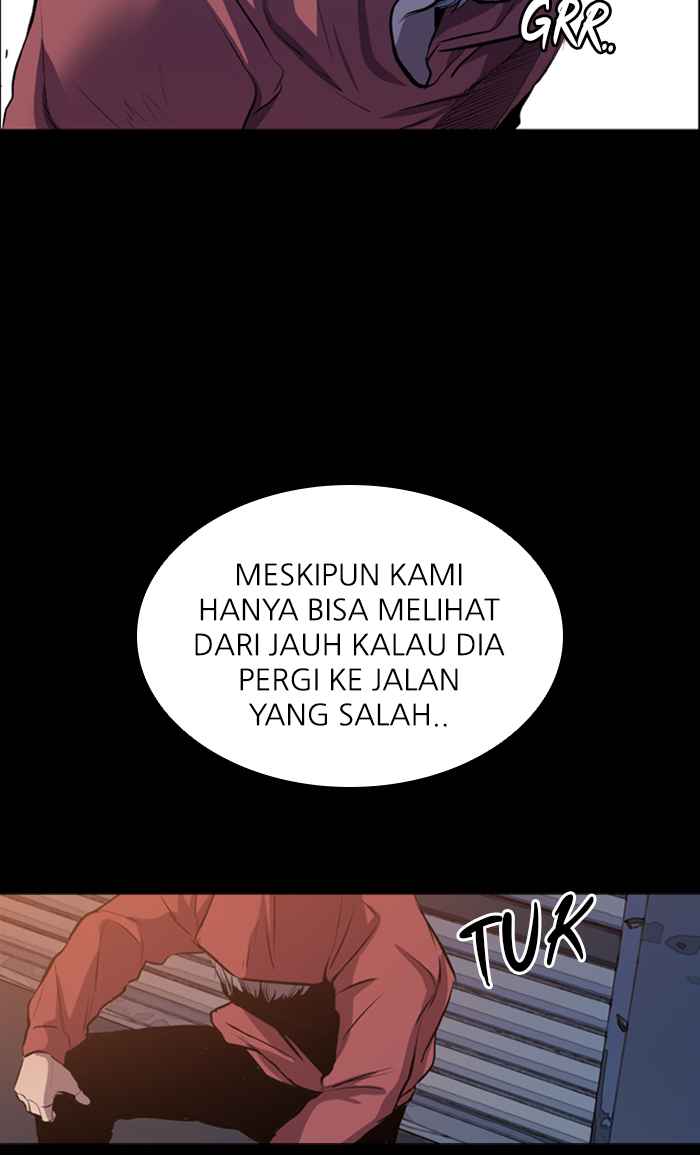 GRR..
MESKIPUN KAMI
HANYA BISA MELIHAT
DARI JAUH KALAU DIA
PERGI KE JALAN
YANG SALAH..
TUK